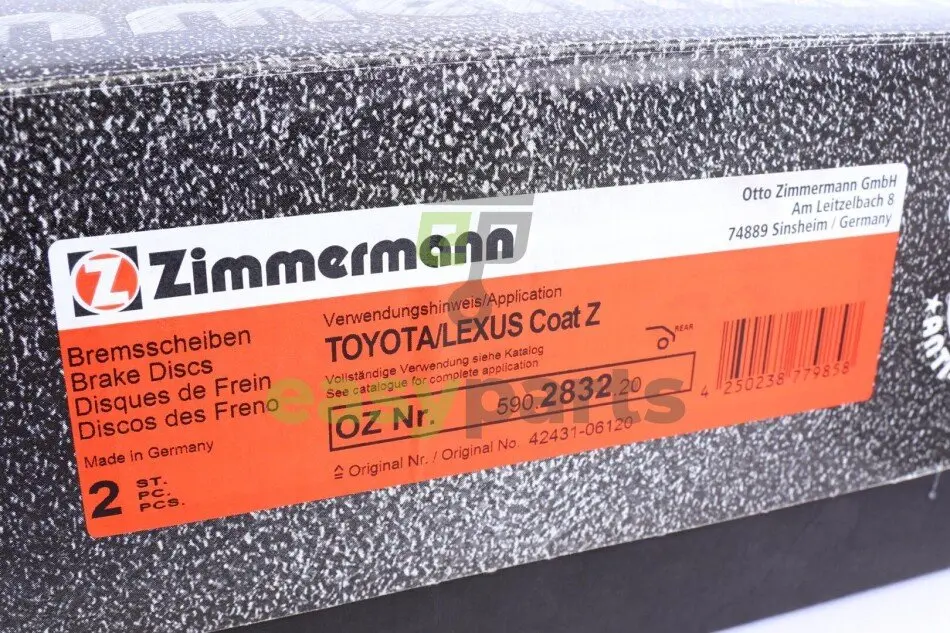 Otto Zimmermann GmbH
Am Leitzelbach 8
74889 Sinsheim / Germany
Z Zimmermann
Bremsscheiben
Brake Discs
Disques de Frein
Discos des Freno
Made in Germany
2 ST.
PC.
PCS.
Verwendungshinweis/Application
TOYOTA/LEXUS Coat Z
Vollständige Verwendung siehe Katalog
See catalogue for complete application
OZ Nr. 590.2832.20
≙ Original Nr. / Original No. 42431-06120
REAR
4 250238 779858
easyparts